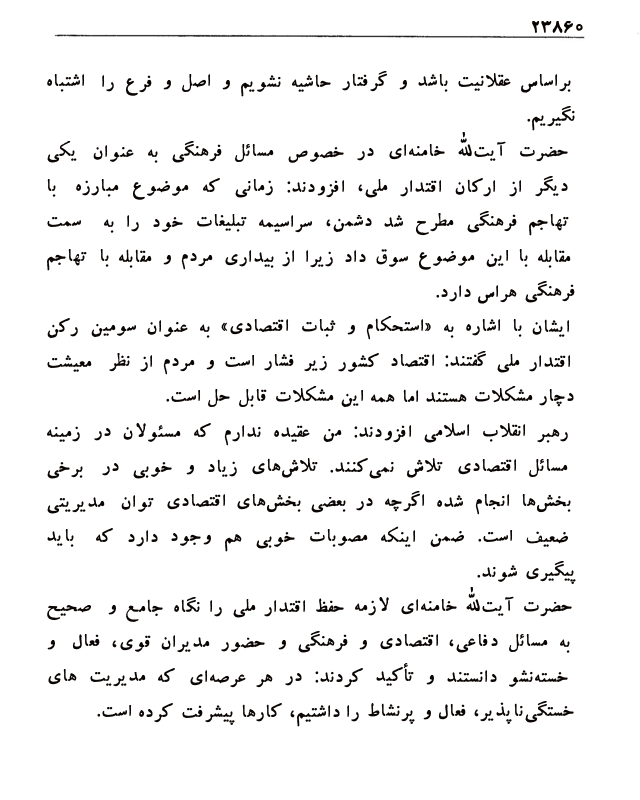 ۲۳۸۶۰
براساس عقلانیت باشد و گرفتار حاشیه نشویم و اصل و فرع را اشتباه
نگیریم.
حضرت آیت‌الله خامنه‌ای در خصوص مسائل فرهنگی به عنوان یکی
دیگر از ارکان اقتدار ملی، افزودند: زمانی که موضوع مبارزه با
تهاجم فرهنگی مطرح شد دشمن، سراسیمه تبلیغات خود را به سمت
مقابله با این موضوع سوق داد زیرا از بیداری مردم و مقابله با تهاجم
فرهنگی هراس دارد.
ایشان با اشاره به «استحکام و ثبات اقتصادی» به عنوان سومین رکن
اقتدار ملی گفتند: اقتصاد کشور زیر فشار است و مردم از نظر معیشت
دچار مشکلات هستند اما همه این مشکلات قابل حل است.
رهبر انقلاب اسلامی افزودند: من عقیده ندارم که مسئولان در زمینه
مسائل اقتصادی تلاش نمی‌کنند. تلاش‌های زیاد و خوبی در برخی
بخش‌ها انجام شده اگرچه در بعضی بخش‌های اقتصادی توان مدیریتی
ضعیف است. ضمن اینکه مصوبات خوبی هم وجود دارد که باید
پیگیری شوند.
حضرت آیت‌الله خامنه‌ای لازمه حفظ اقتدار ملی را نگاه جامع و صحیح
به مسائل دفاعی، اقتصادی و فرهنگی و حضور مدیران قوی، فعال و
خسته‌نشو دانستند و تأکید کردند: در هر عرصه‌ای که مدیریت های
خستگی‌ناپذیر، فعال و پرنشاط را داشتیم، کارها پیشرفت کرده است.